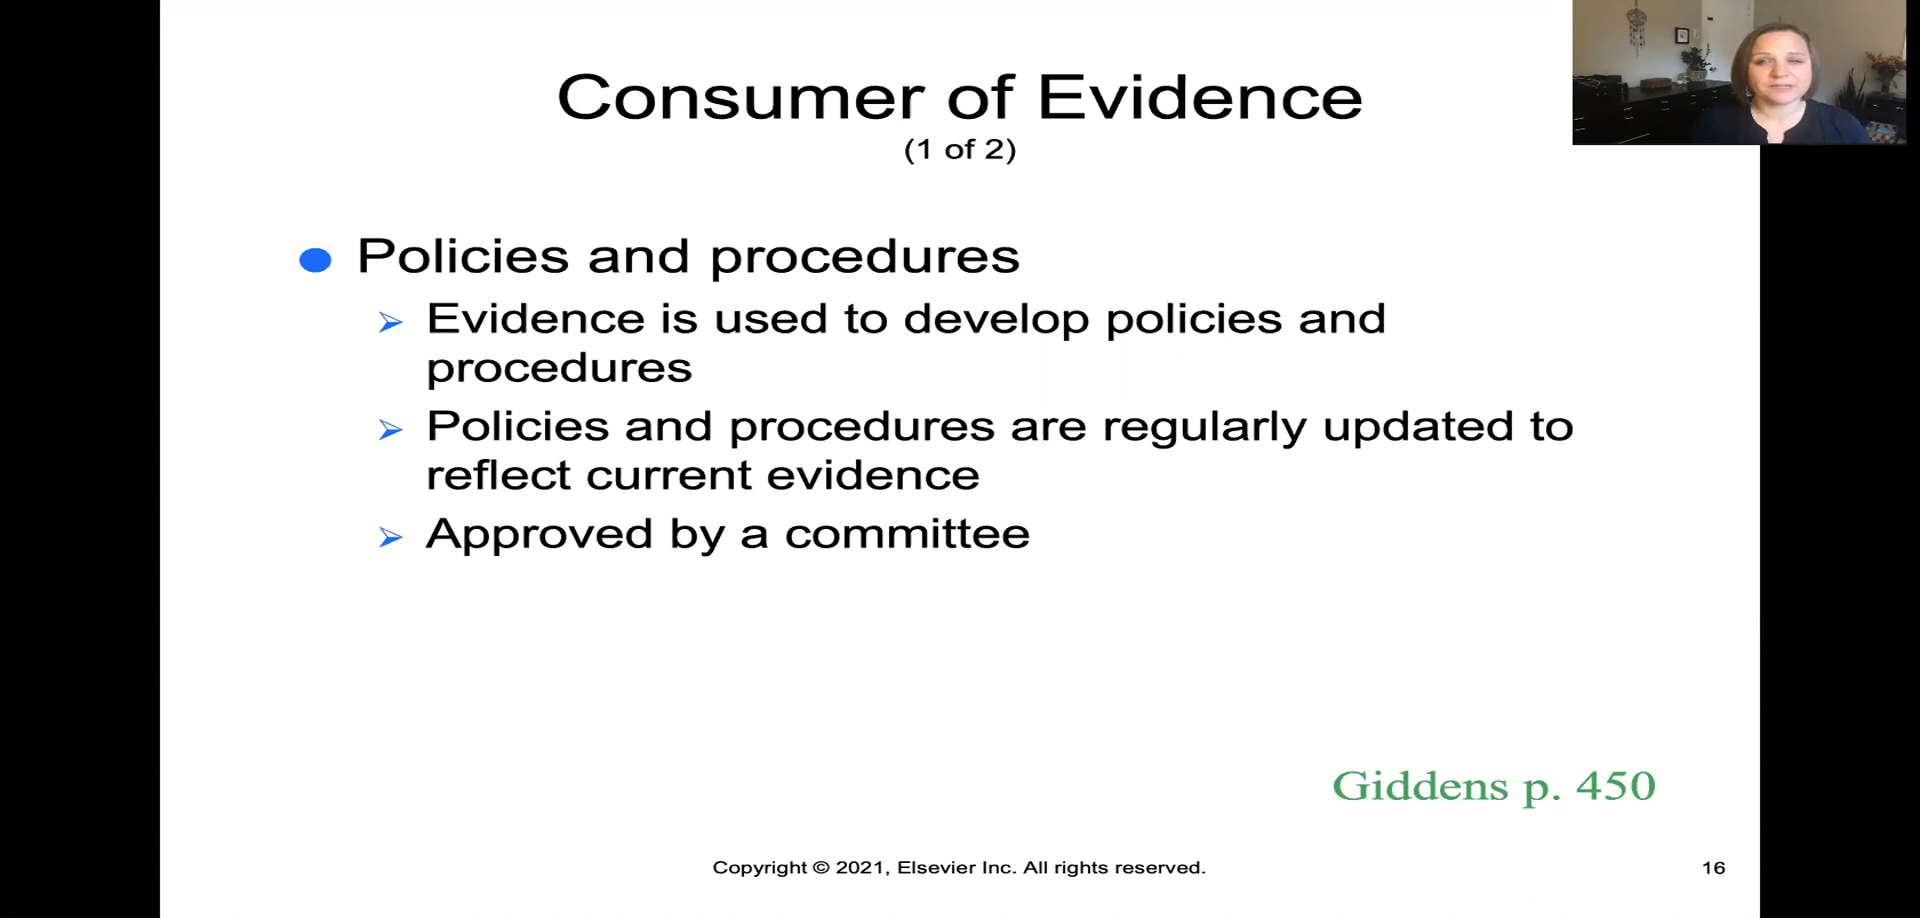 Consumer of Evidence
(1 of 2)
Policies and procedures
Evidence is used to develop policies and
procedures
Policies and procedures are regularly updated to
reflect current evidence
Approved by a committee
Giddens p. 450
Copyright © 2021, Elsevier Inc. All rights reserved.
16